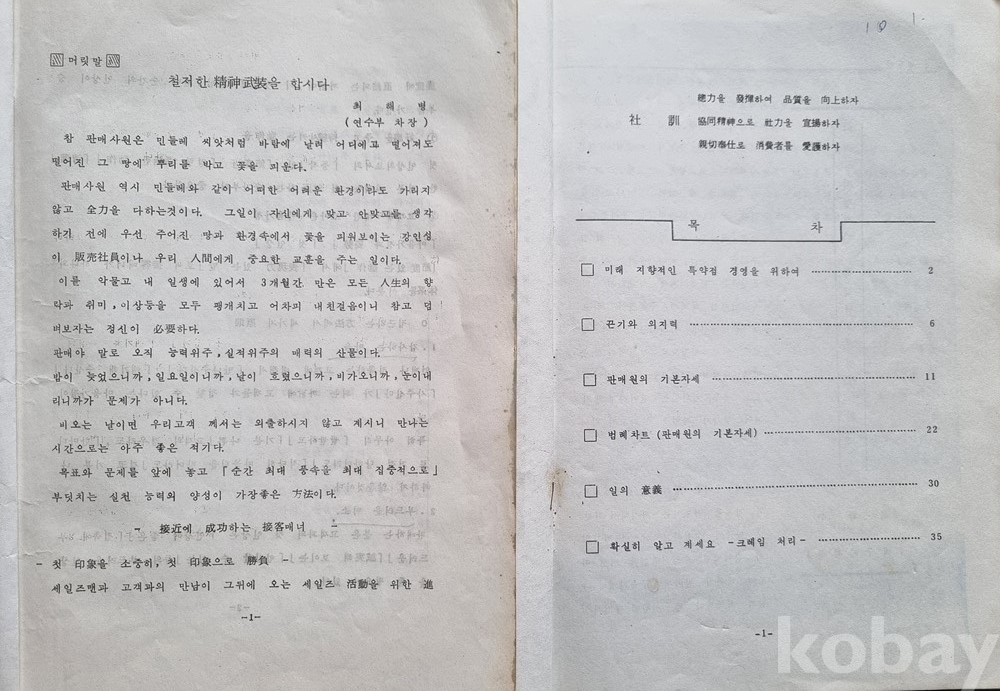 머릿말
철저한 精神武裝을 합시다
최 해 병
(연수부 차장)
참 판매사원은 민들레 씨앗처럼 바람에 날려 어디에고 떨어져도
떨어진 그 땅에 뿌리를 박고 꽃을 피운다.
판매사원 역시 민들레와 같이 어떠한 어려운 환경이라도 가리지
않고 全力을 다하는것이다. 그일이 자신에게 맞고 안맞고를 생각
하기 전에 우선 주어진 땅과 환경속에서 꽃을 피워보이는 강인성
이 販売社員이나 우리 人間에게 중요한 교훈을 주는 일이다.
이를 악물고 내 일생에 있어서 3개월간만은 모든 人生의 향
락과 취미,이상등을 모두 팽개치고 어차피 내친걸음이니 참고 덤
벼보자는 정신이 必要하다.
판매야 말로 오직 능력위주,실적위주의 매력의 산물이다.
밤이 늦었으니까,일요일이니까,날이 흐렸으니까,비가오니까,눈이내
리니까가 문제가 아니다.
비오는 날이면 우리고객 께서는 외출하시지 않고 계시니 만나는
시간으로는 아주 좋은 적기다.
목표와 문제를 앞에 놓고 「순간 최대 풍속을 최대 집중적으로」
부딪치는 실천 능력의 양성이 가장좋은 方法이다.
- 接近에 成功하는 接客매너 -
- 첫 印象을 소중히, 첫 印象으로 勝負 -
세일즈맨과 고객과의 만남이 그뒤에 오는 세일즈 活動을 위한 進
-1-
總力을 發揮하여 品質을 向上하자
社 訓 協同精神으로 社力을 宣揚하자
親切奉仕로 消費者를 愛護하자
목 차
미래 지향적인 특약점 경영을 위하여 2
끈기와 의지력 6
판매원의 기본자세 11
범례차트 (판매원의 기본자세) 22
일의 意義 30
확실히 알고 계세요 -크레임 처리- 35
-1-
kobay